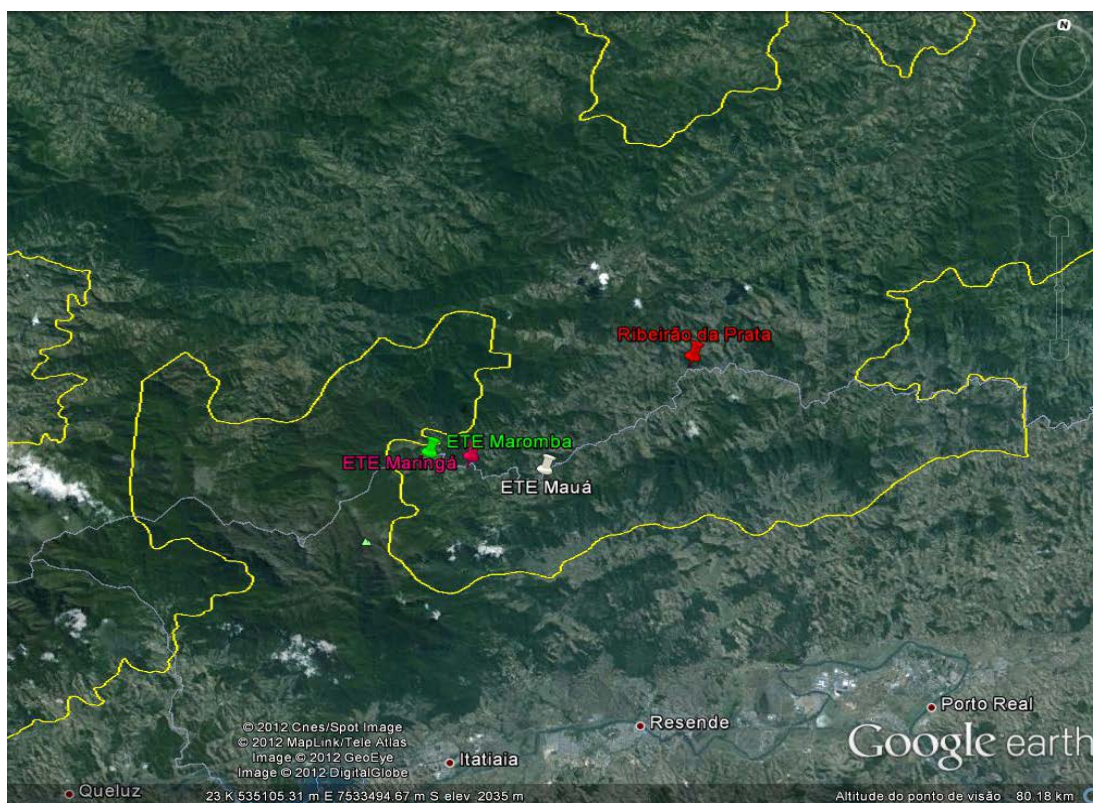 N
Ribeirão da Prata
ETE Maromba
ETE Maringá
ETE Mauá
Porto Real
Resende
Google earth
© 2012 Cnes/Spot Image
© 2012 MapLink/Tele Atlas
Image © 2012 GeoEye
Image © 2012 DigitalGlobe
Itatiaia
Queluz
23 K 535105.31 m E 7533494.67 m S elev 2035 m
Altitude do ponto de visão 80.18 km